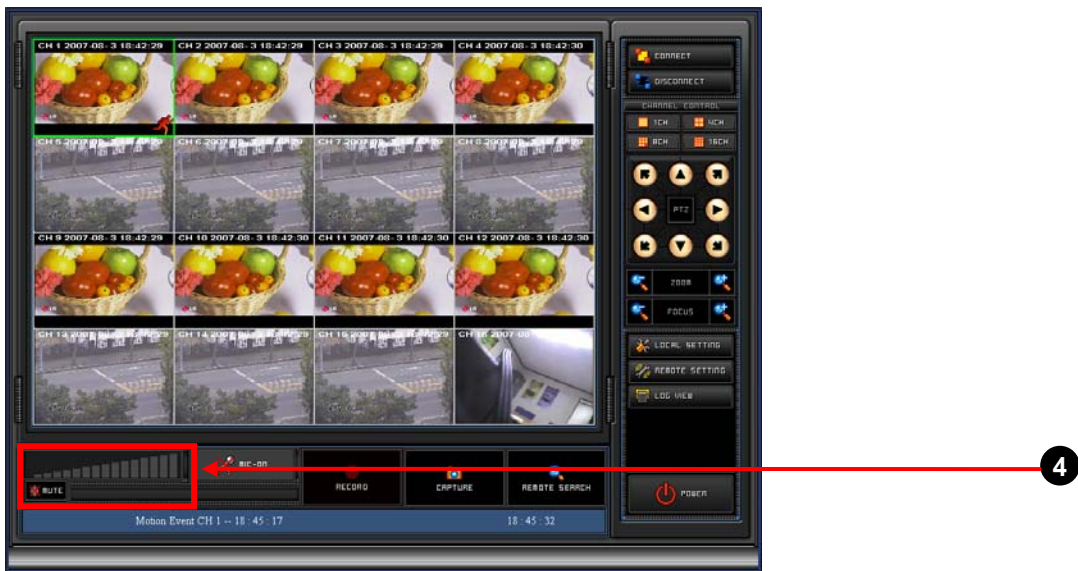 CH 1 2007-08- 3 18:42:29 CH 2 2007-08- 3 18:42:29 CH 3 2007-08- 3 18:42:29 CH 4 2007-08- 3 18:42:30
CH 9 2007-08- 3 18:42:29 CH 10 2007-08- 3 18:42:30 CH 11 2007-08- 3 18:42:30 CH 12 2007-08- 3 18:42:30
CONNECT
DISCONNECT
CHANNEL CONTROL
1CH 4CH
8CH 16CH
PTZ
ZOOM
FOCUS
LOCAL SETTING
REMOTE SETTING
LOG VIEW
POWER
MIC-ON
MUTE
RECORD CAPTURE REMOTE SEARCH
Motion Event CH 1 -- 18 : 45 : 17 18 : 45 : 32
4